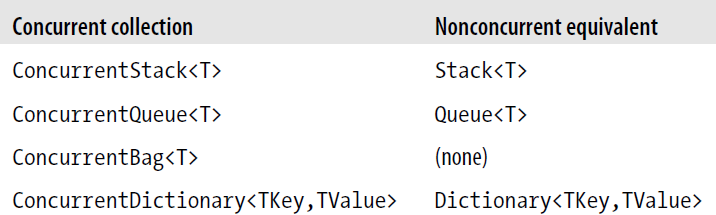 Concurrent collection Nonconcurrent equivalent
ConcurrentStack<T> Stack<T>
ConcurrentQueue<T> Queue<T>
ConcurrentBag<T> (none)
ConcurrentDictionary<TKey,TValue> Dictionary<TKey,TValue>